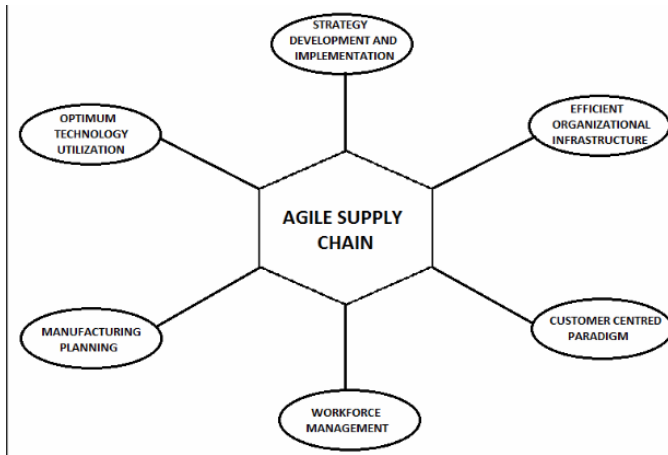 STRATEGY
DEVELOPMENT AND
IMPLEMENTATION
OPTIMUM
TECHNOLOGY
UTILIZATION
EFFICIENT
ORGANIZATIONAL
INFRASTRUCTURE
AGILE SUPPLY
CHAIN
MANUFACTURING
PLANNING
CUSTOMER CENTRED
PARADIGM
WORKFORCE
MANAGEMENT